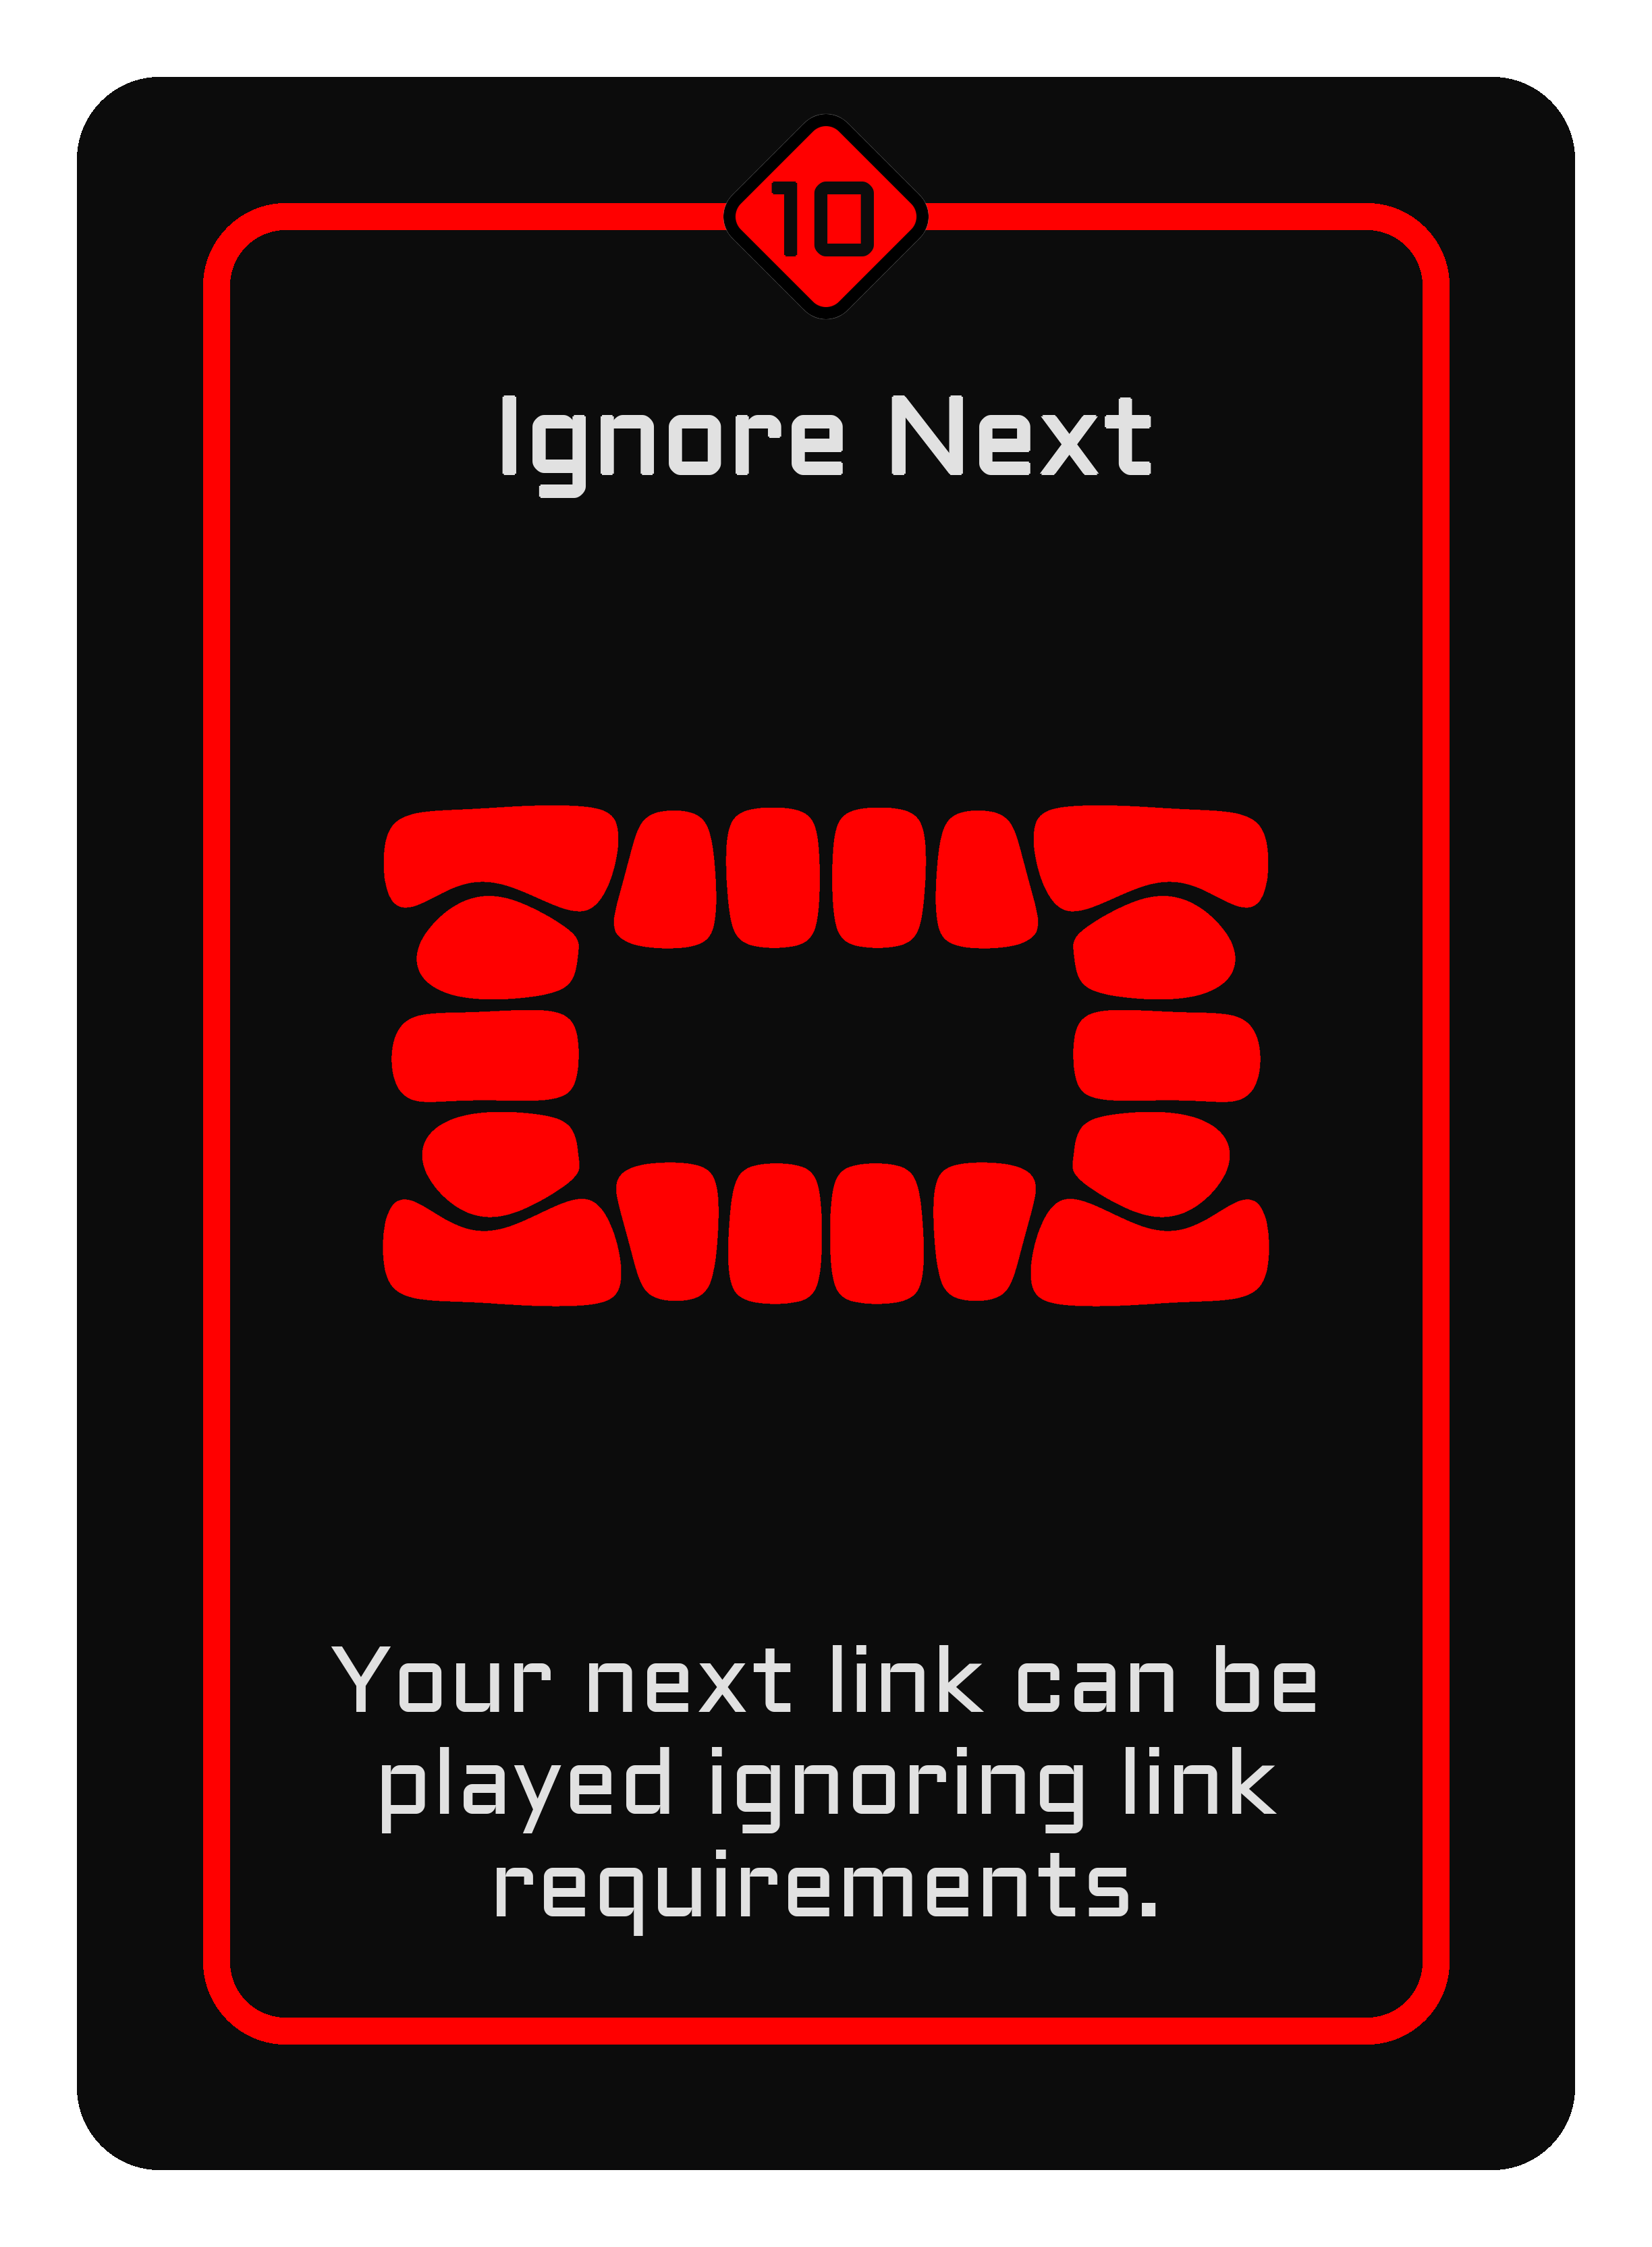 10
Ignore Next
Your next link can be
played ignoring link
requirements.